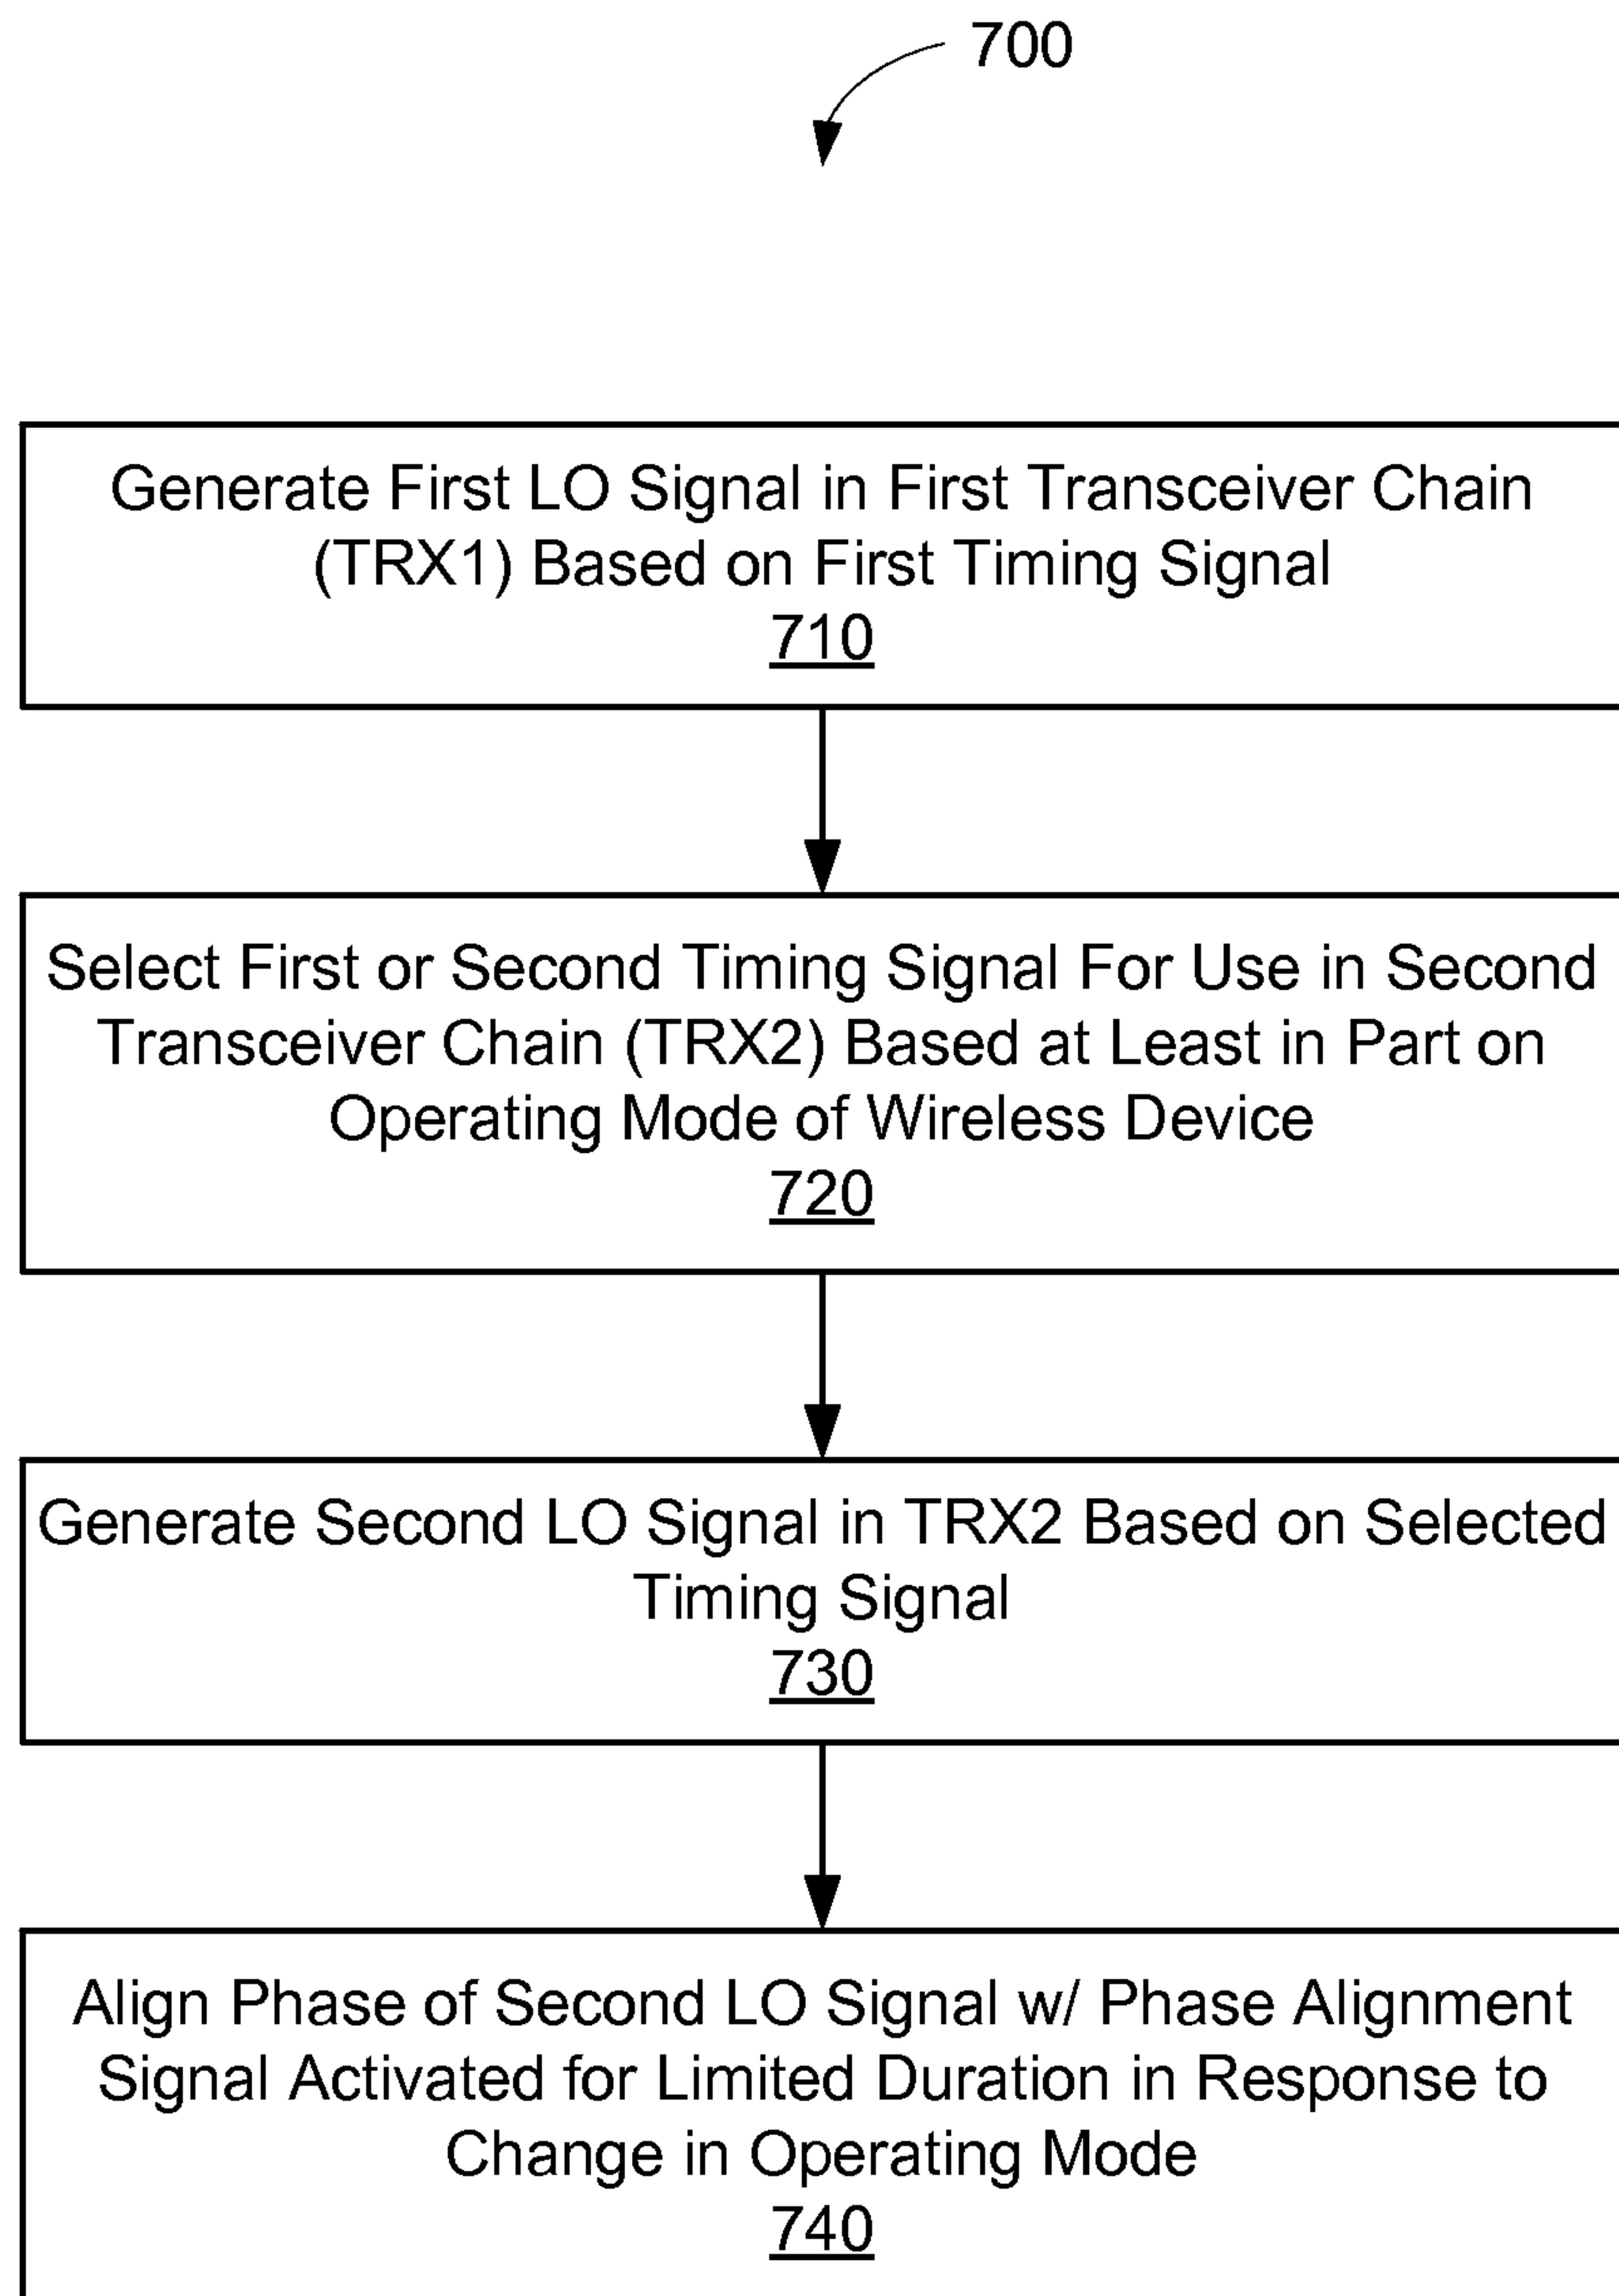 700
Generate First LO Signal in First Transceiver Chain
(TRX1) Based on First Timing Signal
710
Select First or Second Timing Signal For Use in Second
Transceiver Chain (TRX2) Based at Least in Part on
Operating Mode of Wireless Device
720
Generate Second LO Signal in TRX2 Based on Selected
Timing Signal
730
Align Phase of Second LO Signal w/ Phase Alignment
Signal Activated for Limited Duration in Response to
Change in Operating Mode
740